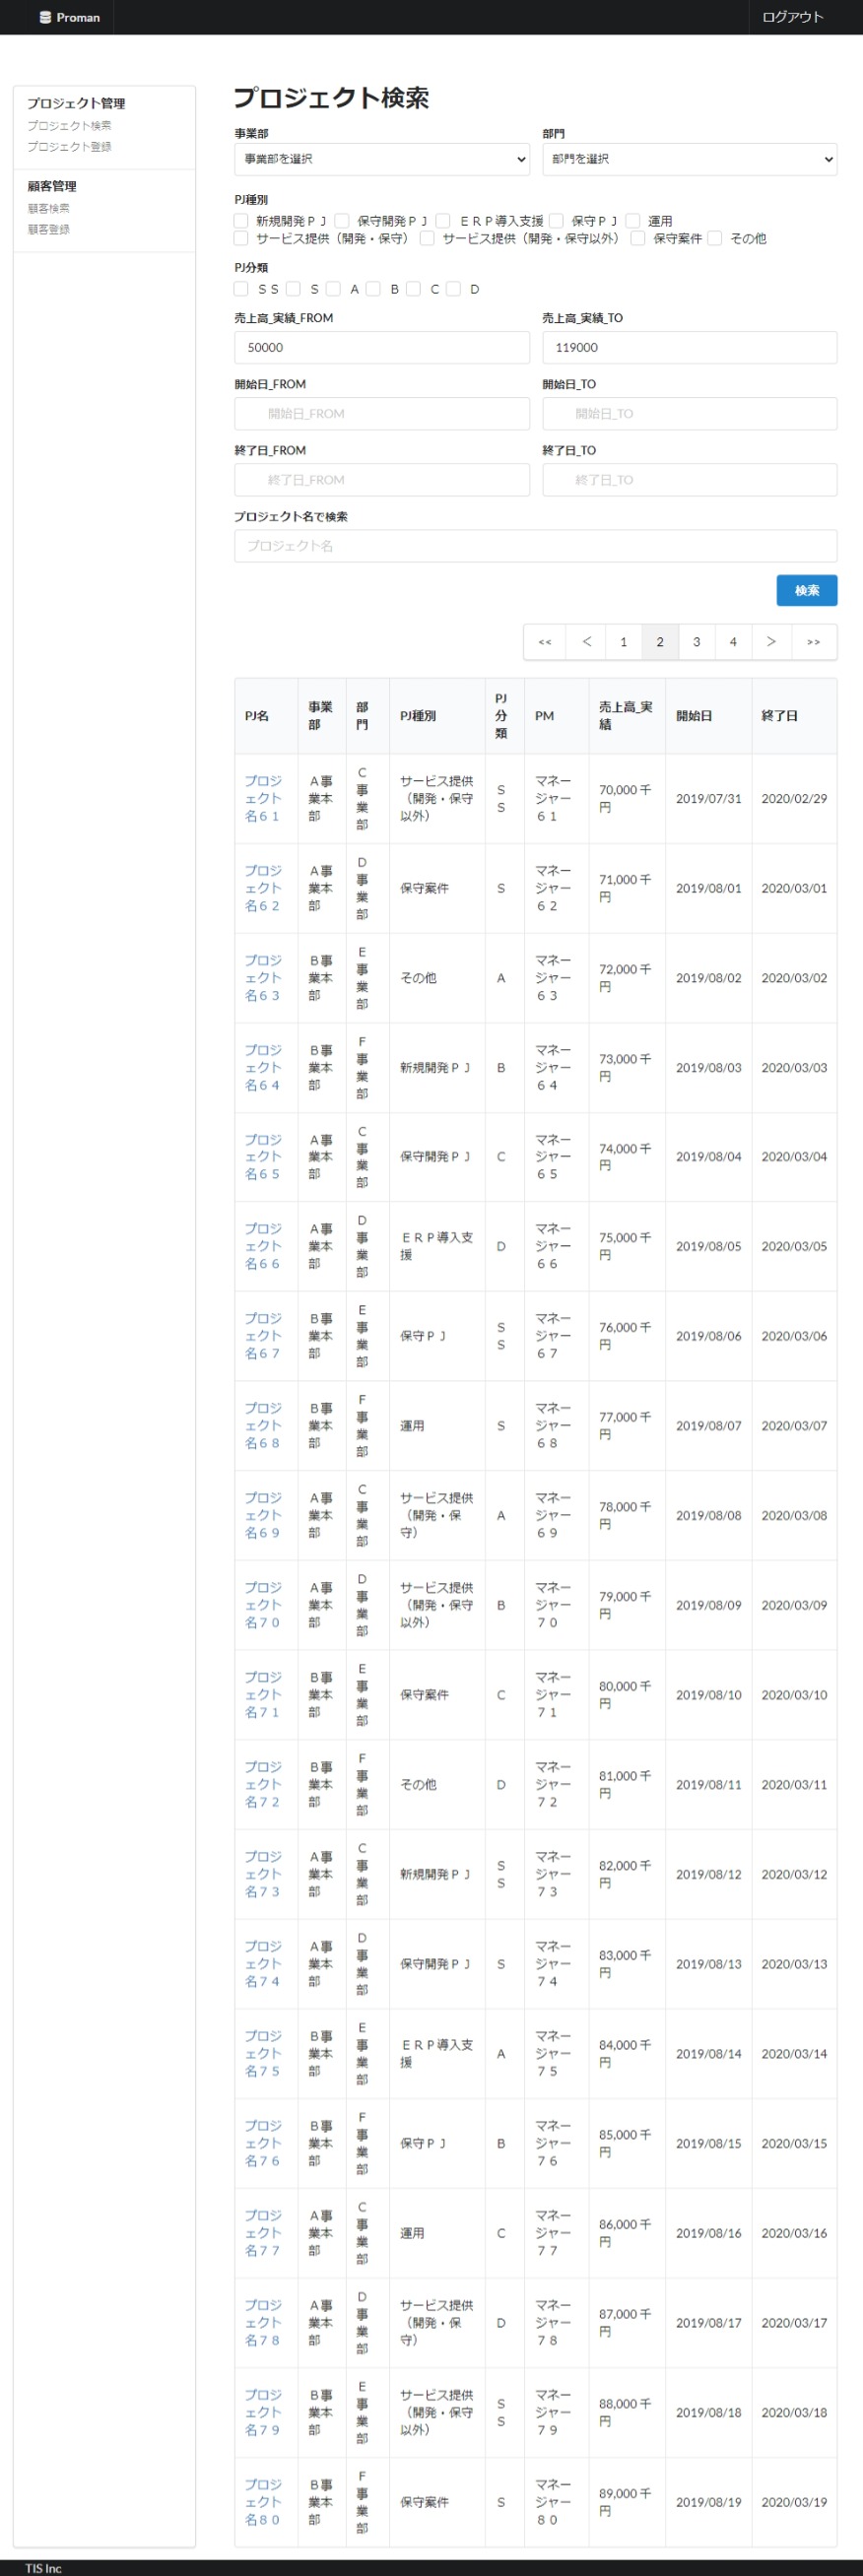 Proman
ログアウト
プロジェクト管理
プロジェクト検索
プロジェクト登録
顧客管理
顧客検索
顧客登録
プロジェクト検索
事業部 部門
事業部を選択 部門を選択
PJ種別
新規開発ＰＪ 保守開発ＰＪ ＥＲＰ導入支援 保守ＰＪ 運用
サービス提供（開発・保守） サービス提供（開発・保守以外） 保守案件 その他
PJ分類
ＳＳ Ｓ Ａ Ｂ Ｃ Ｄ
売上高_実績_FROM 売上高_実績_TO
50000 119000
開始日_FROM 開始日_TO
開始日_FROM 開始日_TO
終了日_FROM 終了日_TO
終了日_FROM 終了日_TO
プロジェクト名で検索
プロジェクト名
検索
<< < 1 2 3 4 > >>
PJ名 事業部 部門 PJ種別 PJ分類 PM 売上高_実績 開始日 終了日
プロジェクト名６１ Ａ事業本部 Ｃ事業部 サービス提供（開発・保守以外） ＳＳ マネージャー６１ 70,000 千円 2019/07/31 2020/02/29
プロジェクト名６２ Ａ事業本部 Ｄ事業部 保守案件 Ｓ マネージャー６２ 71,000 千円 2019/08/01 2020/03/01
プロジェクト名６３ Ｂ事業本部 Ｅ事業部 その他 Ａ マネージャー６３ 72,000 千円 2019/08/02 2020/03/02
プロジェクト名６４ Ｂ事業本部 Ｆ事業部 新規開発ＰＪ Ｂ マネージャー６４ 73,000 千円 2019/08/03 2020/03/03
プロジェクト名６５ Ａ事業本部 Ｃ事業部 保守開発ＰＪ Ｃ マネージャー６５ 74,000 千円 2019/08/04 2020/03/04
プロジェクト名６６ Ａ事業本部 Ｄ事業部 ＥＲＰ導入支援 Ｄ マネージャー６６ 75,000 千円 2019/08/05 2020/03/05
プロジェクト名６７ Ｂ事業本部 Ｅ事業部 保守ＰＪ ＳＳ マネージャー６７ 76,000 千円 2019/08/06 2020/03/06
プロジェクト名６８ Ｂ事業本部 Ｆ事業部 運用 Ｓ マネージャー６８ 77,000 千円 2019/08/07 2020/03/07
プロジェクト名６９ Ａ事業本部 Ｃ事業部 サービス提供（開発・保守） Ａ マネージャー６９ 78,000 千円 2019/08/08 2020/03/08
プロジェクト名７０ Ａ事業本部 Ｄ事業部 サービス提供（開発・保守以外） Ｂ マネージャー７０ 79,000 千円 2019/08/09 2020/03/09
プロジェクト名７１ Ｂ事業本部 Ｅ事業部 保守案件 Ｃ マネージャー７１ 80,000 千円 2019/08/10 2020/03/10
プロジェクト名７２ Ｂ事業本部 Ｆ事業部 その他 Ｄ マネージャー７２ 81,000 千円 2019/08/11 2020/03/11
プロジェクト名７３ Ａ事業本部 Ｃ事業部 新規開発ＰＪ ＳＳ マネージャー７３ 82,000 千円 2019/08/12 2020/03/12
プロジェクト名７４ Ａ事業本部 Ｄ事業部 保守開発ＰＪ Ｓ マネージャー７４ 83,000 千円 2019/08/13 2020/03/13
プロジェクト名７５ Ｂ事業本部 Ｅ事業部 ＥＲＰ導入支援 Ａ マネージャー７５ 84,000 千円 2019/08/14 2020/03/14
プロジェクト名７６ Ｂ事業本部 Ｆ事業部 保守ＰＪ Ｂ マネージャー７６ 85,000 千円 2019/08/15 2020/03/15
プロジェクト名７７ Ａ事業本部 Ｃ事業部 運用 Ｃ マネージャー７７ 86,000 千円 2019/08/16 2020/03/16
プロジェクト名７８ Ａ事業本部 Ｄ事業部 サービス提供（開発・保守） Ｄ マネージャー７８ 87,000 千円 2019/08/17 2020/03/17
プロジェクト名７９ Ｂ事業本部 Ｅ事業部 サービス提供（開発・保守以外） ＳＳ マネージャー７９ 88,000 千円 2019/08/18 2020/03/18
プロジェクト名８０ Ｂ事業本部 Ｆ事業部 保守案件 Ｓ マネージャー８０ 89,000 千円 2019/08/19 2020/03/19
TIS Inc